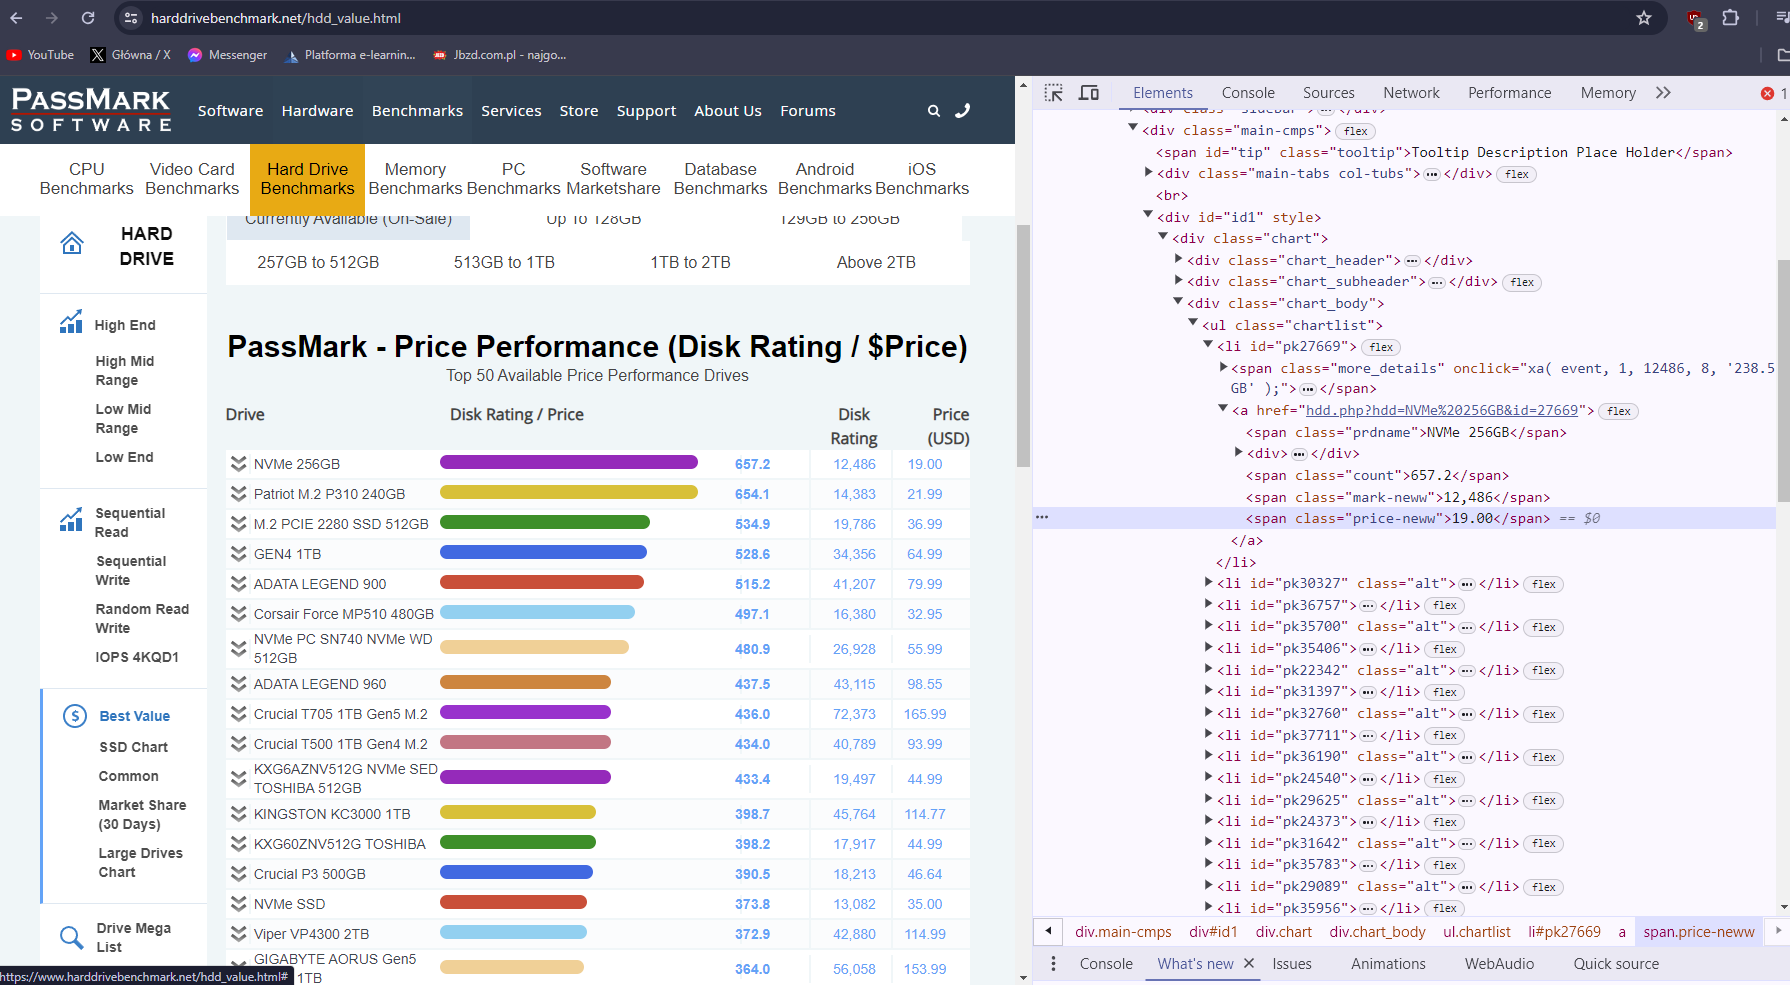 harddrivebenchmark.net/hdd_value.html
2
YouTube
Główna / X
Messenger
Platforma e-learnin...
Jbzd.com.pl - najgo...
PASSMARK
SOFTWARE
Software Hardware Benchmarks Services Store Support About Us Forums
CPU Benchmarks
Video Card Benchmarks
Hard Drive Benchmarks
Memory Benchmarks
PC Benchmarks
Software Marketshare
Database Benchmarks
Android Benchmarks
iOS Benchmarks
HARD
DRIVE
High End
High Mid
Range
Low Mid
Range
Low End
Sequential
Read
Sequential
Write
Random Read
Write
IOPS 4KQD1
$
Best Value
SSD Chart
Common
Market Share
(30 Days)
Large Drives
Chart
Drive Mega
List
Currently Available (On-Sale) Up To 128GB 129GB to 256GB
257GB to 512GB 513GB to 1TB 1TB to 2TB Above 2TB
PassMark - Price Performance (Disk Rating / $Price)
Top 50 Available Price Performance Drives
Drive Disk Rating / Price Disk Rating Price (USD)
NVMe 256GB 657.2 12,486 19.00
Patriot M.2 P310 240GB 654.1 14,383 21.99
M.2 PCIE 2280 SSD 512GB 534.9 19,786 36.99
GEN4 1TB 528.6 34,356 64.99
ADATA LEGEND 900 515.2 41,207 79.99
Corsair Force MP510 480GB 497.1 16,380 32.95
NVMe PC SN740 NVMe WD 512GB 480.9 26,928 55.99
ADATA LEGEND 960 437.5 43,115 98.55
Crucial T705 1TB Gen5 M.2 436.0 72,373 165.99
Crucial T500 1TB Gen4 M.2 434.0 40,789 93.99
KXG6AZNV512G NVMe SED TOSHIBA 512GB 433.4 19,497 44.99
KINGSTON KC3000 1TB 398.7 45,764 114.77
KXG60ZNV512G TOSHIBA 398.2 17,917 44.99
Crucial P3 500GB 390.5 18,213 46.64
NVMe SSD 373.8 13,082 35.00
Viper VP4300 2TB 372.9 42,880 114.99
GIGABYTE AORUS Gen5 1TB 364.0 56,058 153.99
https://www.harddrivebenchmark.net/hdd_value.html#
Elements Console Sources Network Performance Memory 1
<div class="sidebar">
<div class="main-cmps"> flex
<span id="tip" class="tooltip">Tooltip Description Place Holder</span>
<div class="main-tabs col-tubs">…</div> flex
<br>
<div id="id1" style>
<div class="chart">
<div class="chart_header">…</div>
<div class="chart_subheader">…</div> flex
<div class="chart_body">
<ul class="chartlist">
<li id="pk27669"> flex
<span class="more_details" onclick="xa( event, 1, 12486, 8, '238.5
GB' );">…</span>
<a href="hdd.php?hdd=NVMe%20256GB&id=27669"> flex
<span class="prdname">NVMe 256GB</span>
<div>…</div>
<span class="count">657.2</span>
<span class="mark-neww">12,486</span>
… <span class="price-neww">19.00</span> == $0
</a>
</li>
<li id="pk30327" class="alt">…</li> flex
<li id="pk36757">…</li> flex
<li id="pk35700" class="alt">…</li> flex
<li id="pk35406">…</li> flex
<li id="pk22342" class="alt">…</li> flex
<li id="pk31397">…</li> flex
<li id="pk32760" class="alt">…</li> flex
<li id="pk37711">…</li> flex
<li id="pk36190" class="alt">…</li> flex
<li id="pk24540">…</li> flex
<li id="pk29625" class="alt">…</li> flex
<li id="pk24373">…</li> flex
<li id="pk31642" class="alt">…</li> flex
<li id="pk35783">…</li> flex
<li id="pk29089" class="alt">…</li> flex
<li id="pk35956">…</li> flex
div.main-cmps div#id1 div.chart div.chart_body ul.chartlist li#pk27669 a span.price-neww
Console What's new Issues Animations WebAudio Quick source